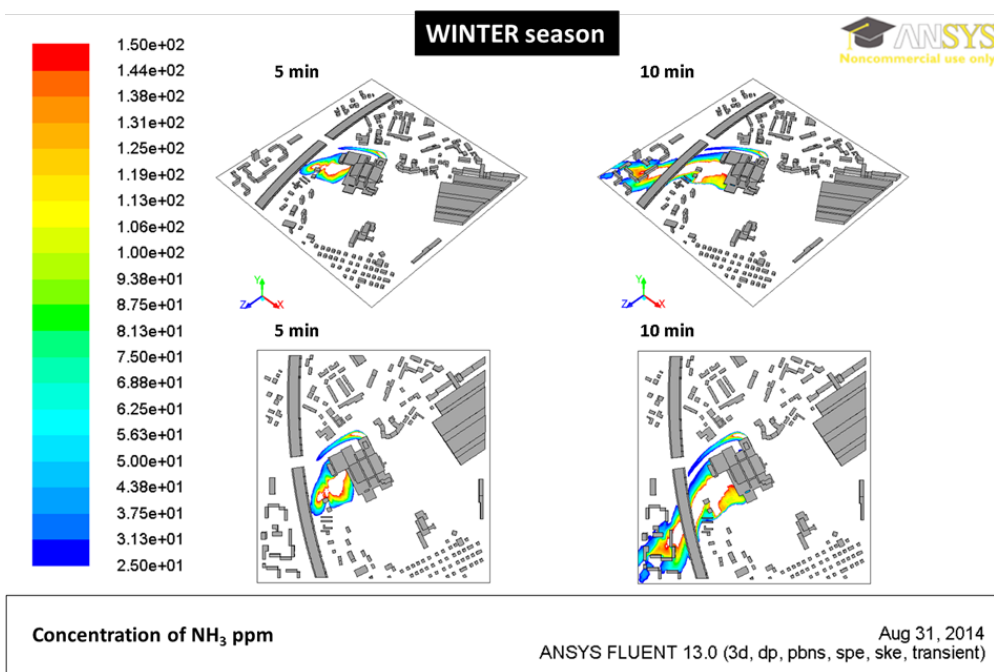 WINTER season
ANSYS
Noncommercial use only
1.50e+02
1.44e+02
1.38e+02
1.31e+02
1.25e+02
1.19e+02
1.13e+02
1.06e+02
1.00e+02
9.38e+01
8.75e+01
8.13e+01
7.50e+01
6.88e+01
6.25e+01
5.63e+01
5.00e+01
4.38e+01
3.75e+01
3.13e+01
2.50e+01
5 min
10 min
Y
Z X
Y
Z X
5 min
10 min
Concentration of NH₃ ppm
Aug 31, 2014
ANSYS FLUENT 13.0 (3d, dp, pbns, spe, ske, transient)